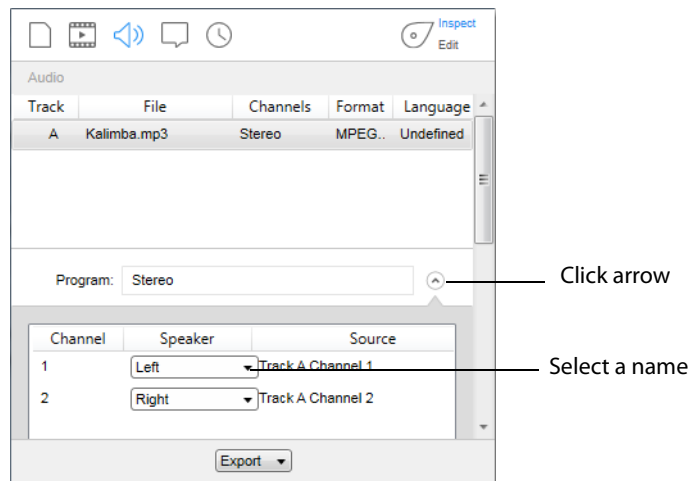 Inspect
Edit
Audio
Track File Channels Format Language
A Kalimba.mp3 Stereo MPEG.. Undefined
Program: Stereo
Click arrow
Channel Speaker Source
1 Left Track A Channel 1
Select a name
2 Right Track A Channel 2
Export